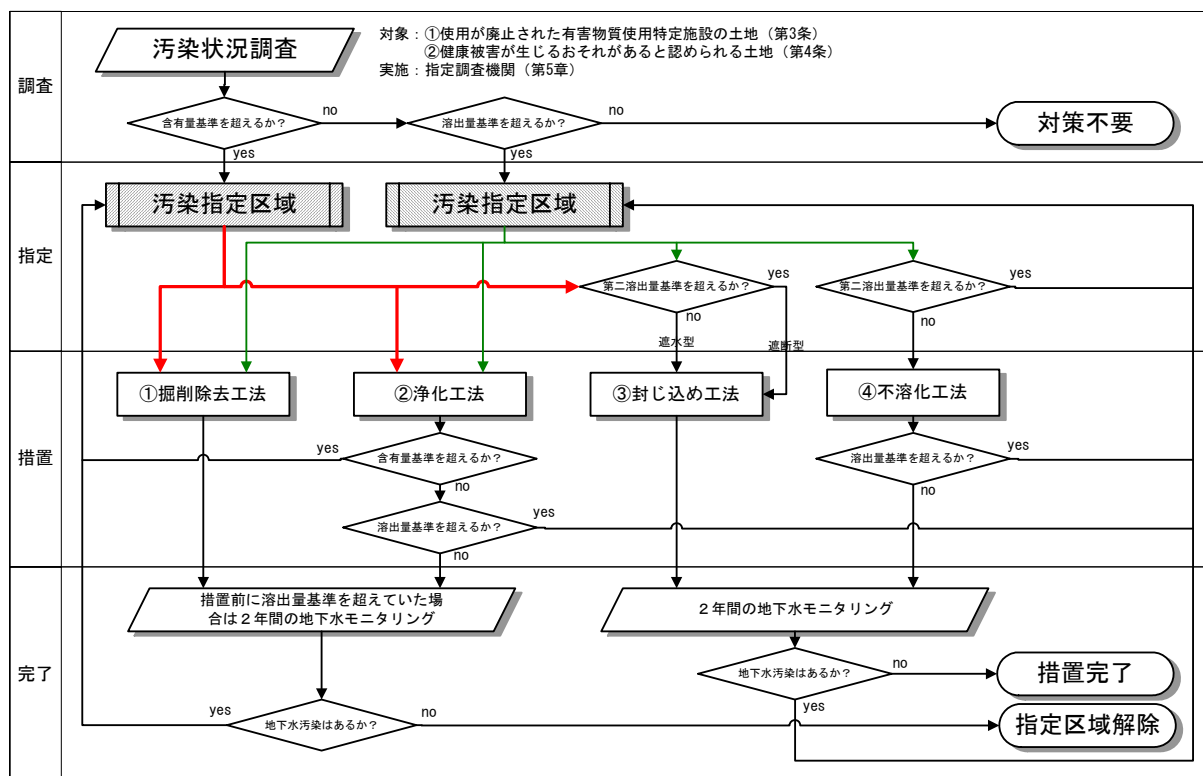 調査
汚染状況調査
対象：①使用が廃止された有害物質使用特定施設の土地（第3条）
②健康被害が生じるおそれがあると認められる土地（第4条）
実施：指定調査機関（第5章）
含有量基準を超えるか？
no
溶出量基準を超えるか？
no
対策不要
yes
yes
指定
汚染指定区域
汚染指定区域
第二溶出量基準を超えるか？
yes
第二溶出量基準を超えるか？
yes
no
no
遮水型
遮断型
措置
①掘削除去工法
②浄化工法
③封じ込め工法
④不溶化工法
yes
含有量基準を超えるか？
溶出量基準を超えるか？
yes
no
no
溶出量基準を超えるか？
yes
no
完了
措置前に溶出量基準を超えていた場
合は２年間の地下水モニタリング
２年間の地下水モニタリング
地下水汚染はあるか？
no
措置完了
yes
yes
地下水汚染はあるか？
no
指定区域解除